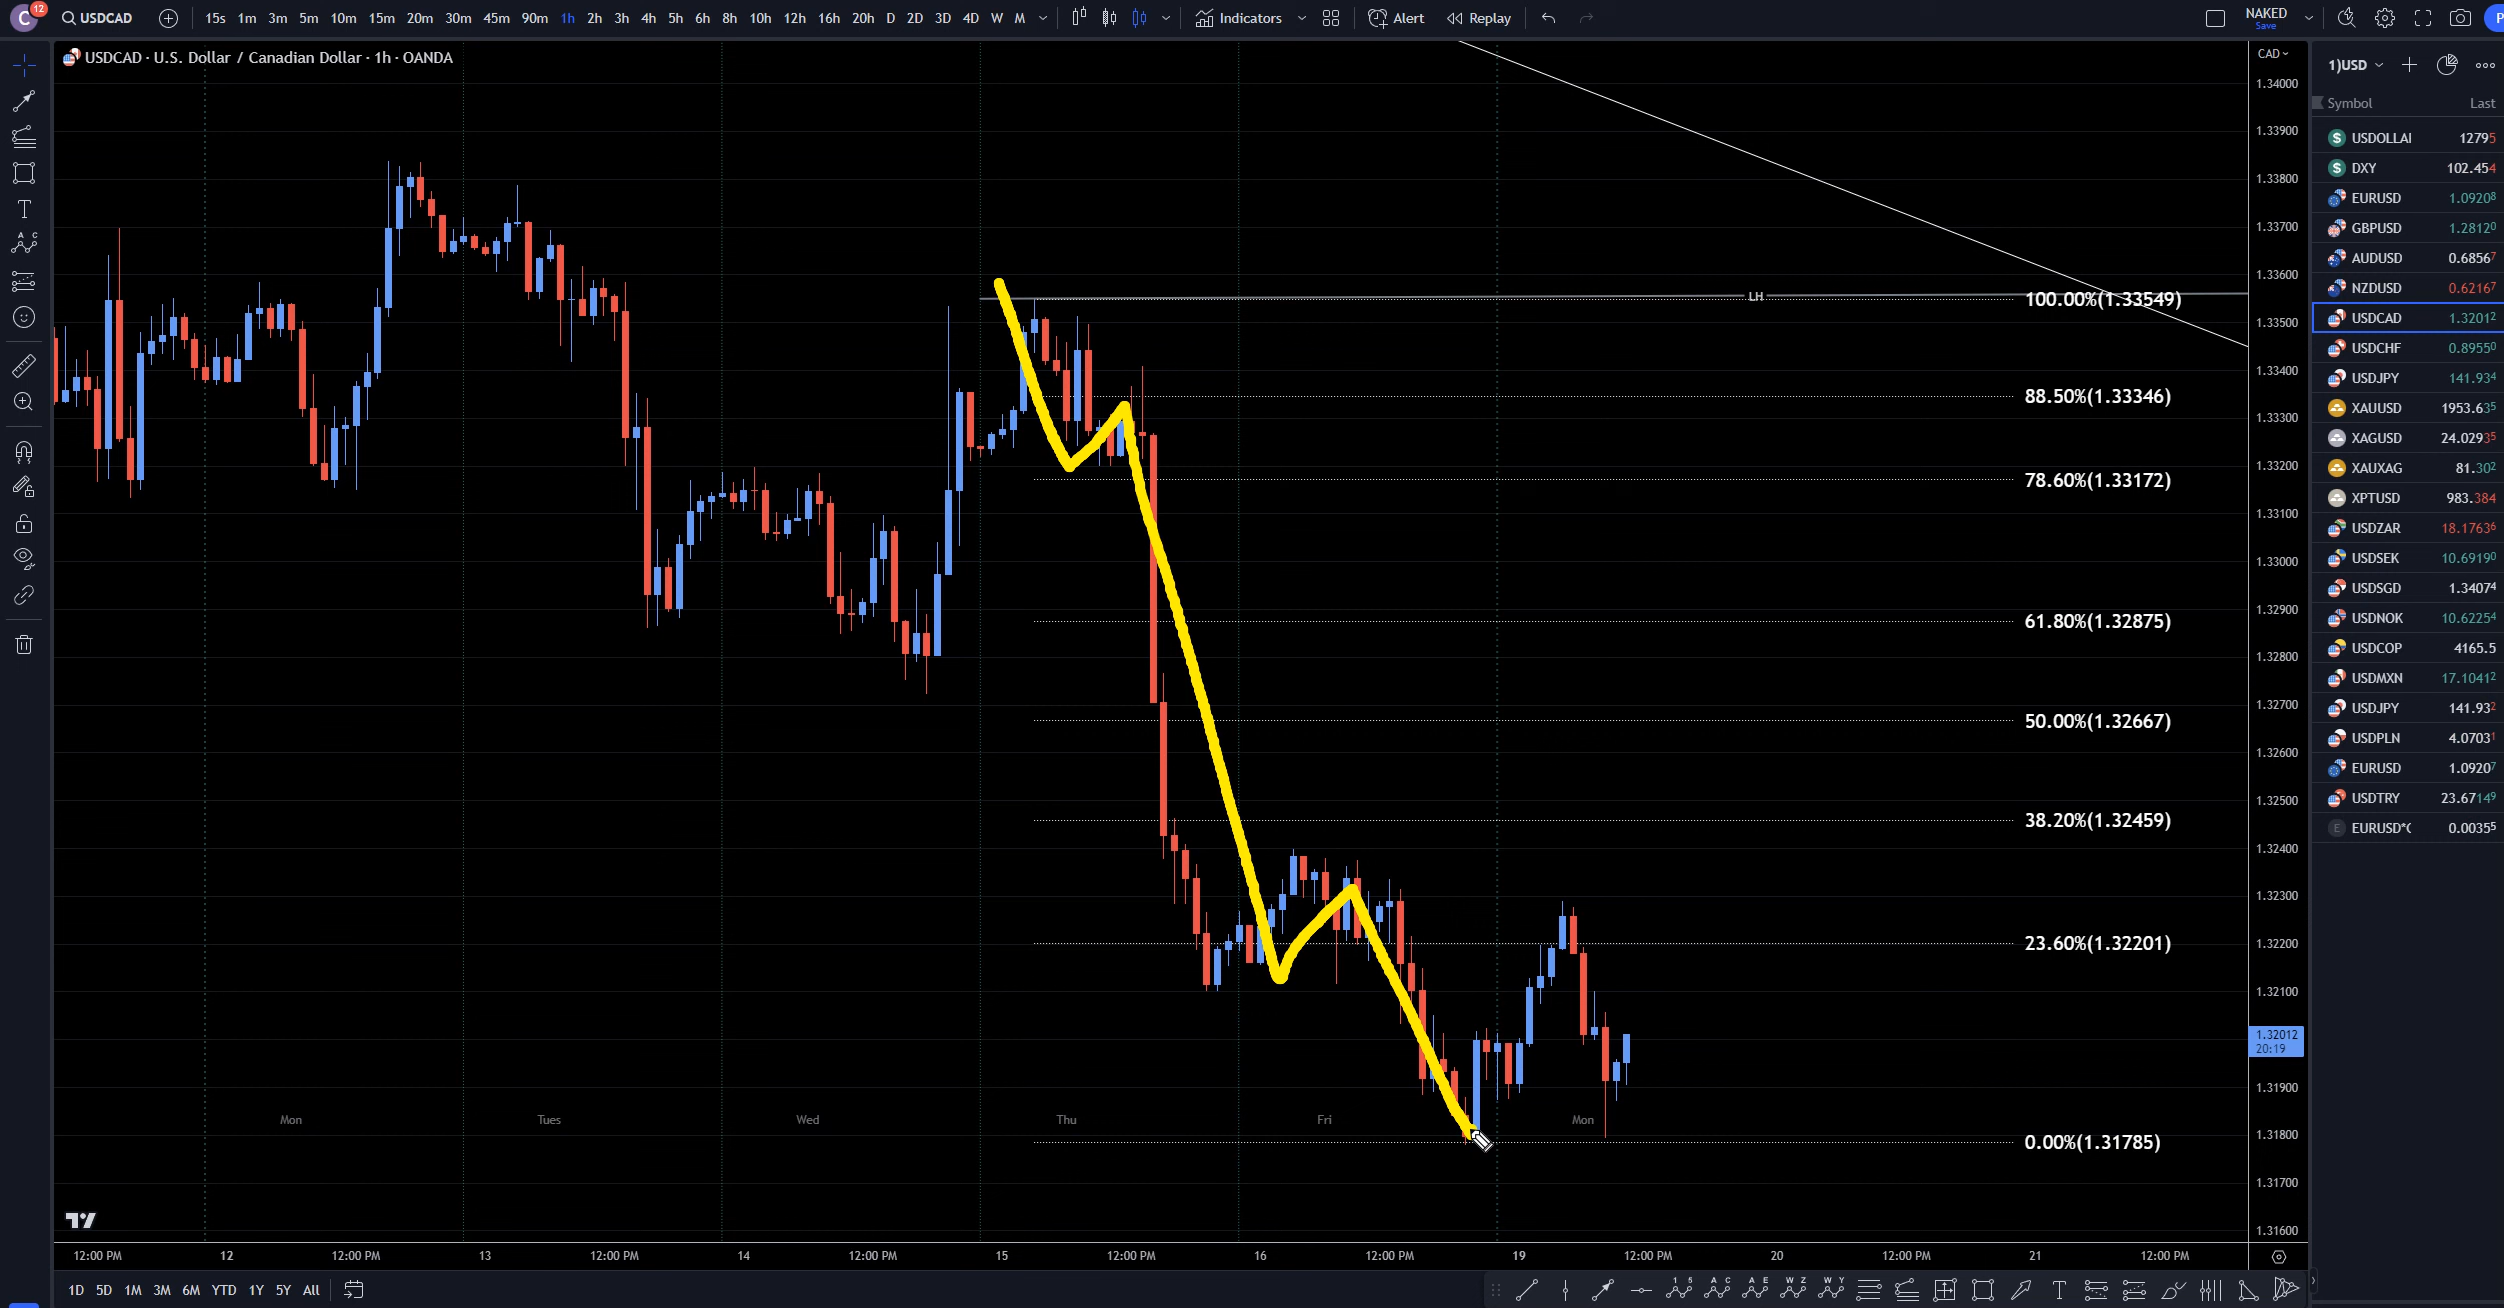 C 12 USDCAD 15s 1m 3m 5m 10m 15m 20m 30m 45m 90m 1h 2h 3h 4h 5h 6h 8h 10h 12h 16h 20h D 2D 3D 4D W M Indicators Alert Replay NAKED
Save
USDCAD · U.S. Dollar / Canadian Dollar · 1h · OANDA
CAD
1.34000
1.33900
1.33800
1.33700
1.33600
1.33500
1.33400
1.33300
1.33200
1.33100
1.33000
1.32900
1.32800
1.32700
1.32600
1.32500
1.32400
1.32300
1.32200
1.32100
1.32012
20:19
1.31900
1.31800
1.31700
1.31600
LH
100.00%(1.33549)
88.50%(1.33346)
78.60%(1.33172)
61.80%(1.32875)
50.00%(1.32667)
38.20%(1.32459)
23.60%(1.32201)
0.00%(1.31785)
Mon Tues Wed Thu Fri Mon
12:00 PM 12 12:00 PM 13 12:00 PM 14 12:00 PM 15 12:00 PM 16 12:00 PM 19 12:00 PM 20 12:00 PM 21 12:00 PM
1D 5D 1M 3M 6M YTD 1Y 5Y All
1)USD
Symbol Last
USDOLLA 12795
DXY 102.454
EURUSD 1.09208
GBPUSD 1.28120
AUDUSD 0.68567
NZDUSD 0.62167
USDCAD 1.32012
USDCHF 0.89550
USDJPY 141.934
XAUUSD 1953.635
XAGUSD 24.02935
XAUXAG 81.302
XPTUSD 983.384
USDZAR 18.17636
USDSEK 10.69190
USDSGD 1.34074
USDNOK 10.62254
USDCOP 4165.5
USDMXN 17.10412
USDJPY 141.932
USDPLN 4.07031
EURUSD 1.09207
USDTRY 23.67149
E EURUSD*( 0.00355